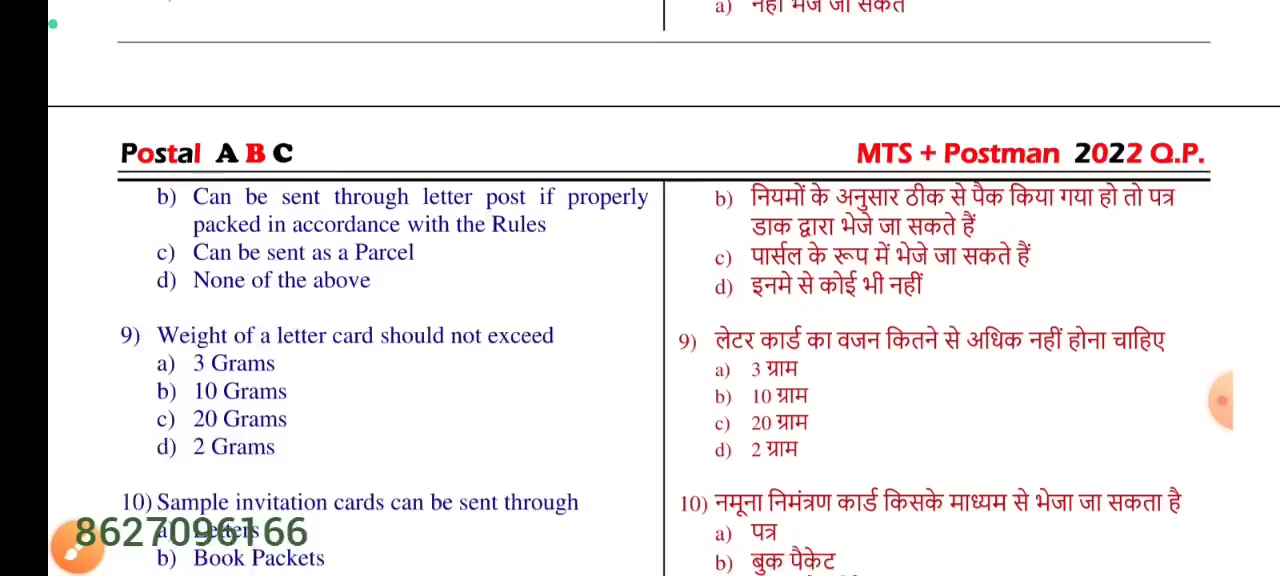 a) नहीं भेजे जा सकते
Postal A B C
MTS + Postman 2022 Q.P.
b) Can be sent through letter post if properly
packed in accordance with the Rules
c) Can be sent as a Parcel
d) None of the above
9) Weight of a letter card should not exceed
a) 3 Grams
b) 10 Grams
c) 20 Grams
d) 2 Grams
10) Sample invitation cards can be sent through
a) Letters
8627096166
b) Book Packets
b) नियमों के अनुसार ठीक से पैक किया गया हो तो पत्र
डाक द्वारा भेजे जा सकते हैं
c) पार्सल के रूप में भेजे जा सकते हैं
d) इनमे से कोई भी नहीं
9) लेटर कार्ड का वजन कितने से अधिक नहीं होना चाहिए
a) 3 ग्राम
b) 10 ग्राम
c) 20 ग्राम
d) 2 ग्राम
10) नमूना निमंत्रण कार्ड किसके माध्यम से भेजा जा सकता है
a) पत्र
b) बुक पैकेट